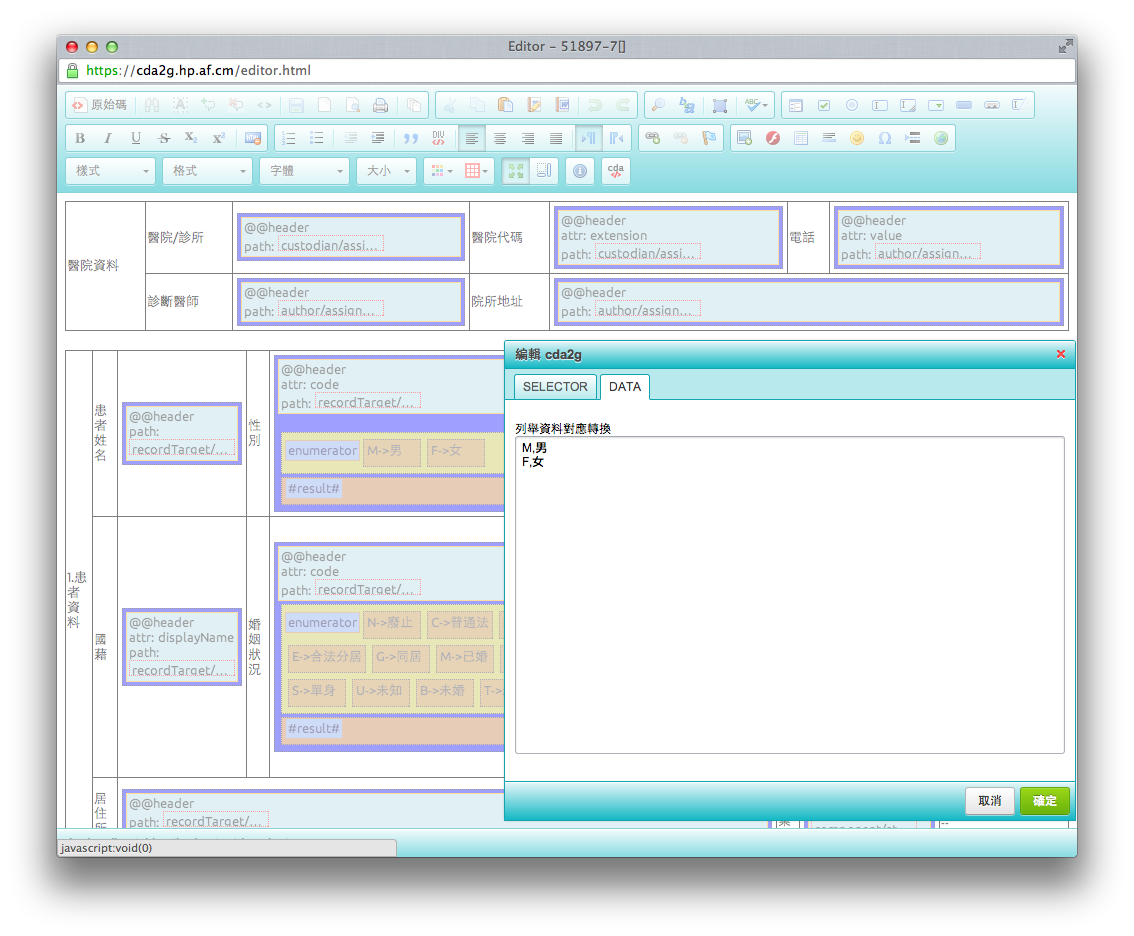 Editor – 51897-7[]
https://cda2g.hp.af.cm/editor.html
原始碼
ABC
B I U S X₂ X² DIV
樣式 格式 字體 大小 cda
醫院資料
醫院/診所
@@header
path: custodian/assi...
醫院代碼
@@header
attr: extension
path: custodian/assi...
電話
@@header
attr: value
path: author/assign...
診斷醫師
@@header
path: author/assign...
院所地址
@@header
path: author/assign...
1.患者資料
患者姓名
@@header
path:
recordTarget/...
性別
@@header
attr: code
path: recordTarget/...
enumerator M->男 F->女
#result#
國籍
@@header
attr: displayName
path:
recordTarget/...
婚姻狀況
@@header
attr: code
path: recordTarget/...
enumerator N->廢止 C->普通法
E->合法分居 G->同居 M->已婚
S->單身 U->未知 B->未婚 T->
#result#
居住所
@@header
path: recordTarget/...
編輯 cda2g
SELECTOR DATA
列舉資料對應轉換
M,男
F,女
取消 確定
javascript:void(0)